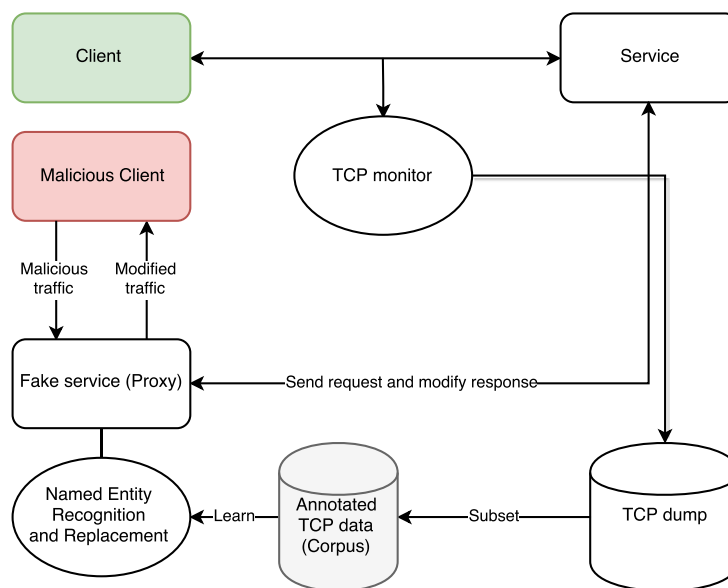 Client
Service
Malicious Client
TCP monitor
Malicious
traffic
Modified
traffic
Fake service (Proxy)
Send request and modify response
Named Entity
Recognition
and Replacement
Learn
Annotated
TCP data
(Corpus)
Subset
TCP dump